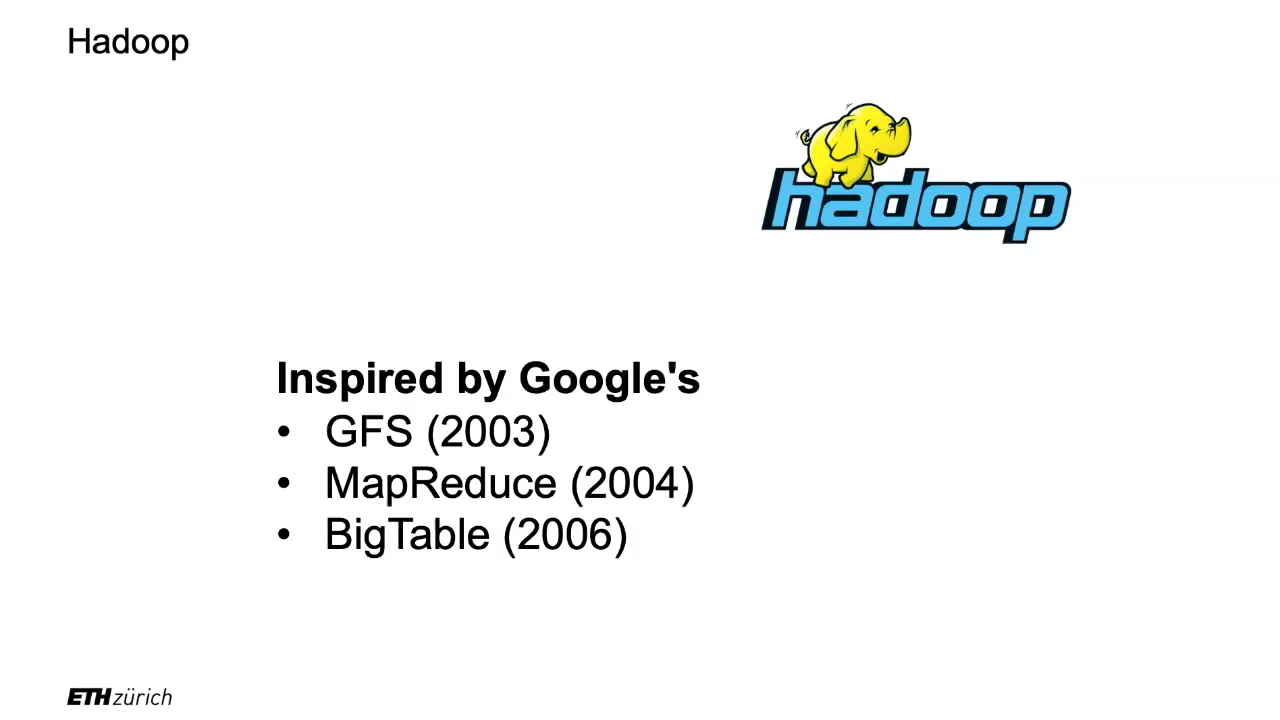 Hadoop
hadoop
Inspired by Google's
• GFS (2003)
• MapReduce (2004)
• BigTable (2006)
ETH zürich